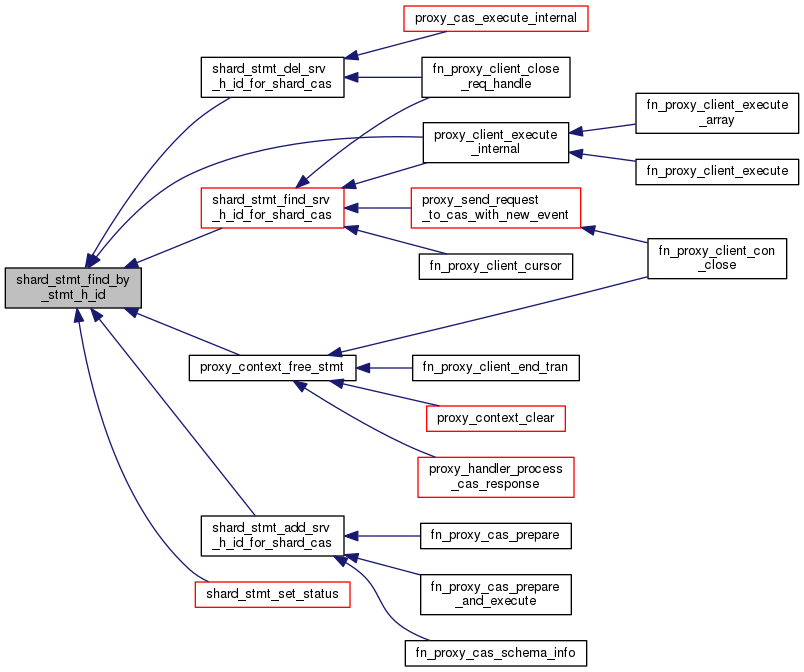 proxy_cas_execute_internal
shard_stmt_del_srv
_h_id_for_shard_cas
fn_proxy_client_close
_req_handle
fn_proxy_client_execute
_array
proxy_client_execute
_internal
fn_proxy_client_execute
shard_stmt_find_srv
_h_id_for_shard_cas
proxy_send_request
_to_cas_with_new_event
fn_proxy_client_con
_close
fn_proxy_client_cursor
shard_stmt_find_by
_stmt_h_id
proxy_context_free_stmt
fn_proxy_client_end_tran
proxy_context_clear
proxy_handler_process
_cas_response
shard_stmt_add_srv
_h_id_for_shard_cas
fn_proxy_cas_prepare
fn_proxy_cas_prepare
_and_execute
shard_stmt_set_status
fn_proxy_cas_schema_info